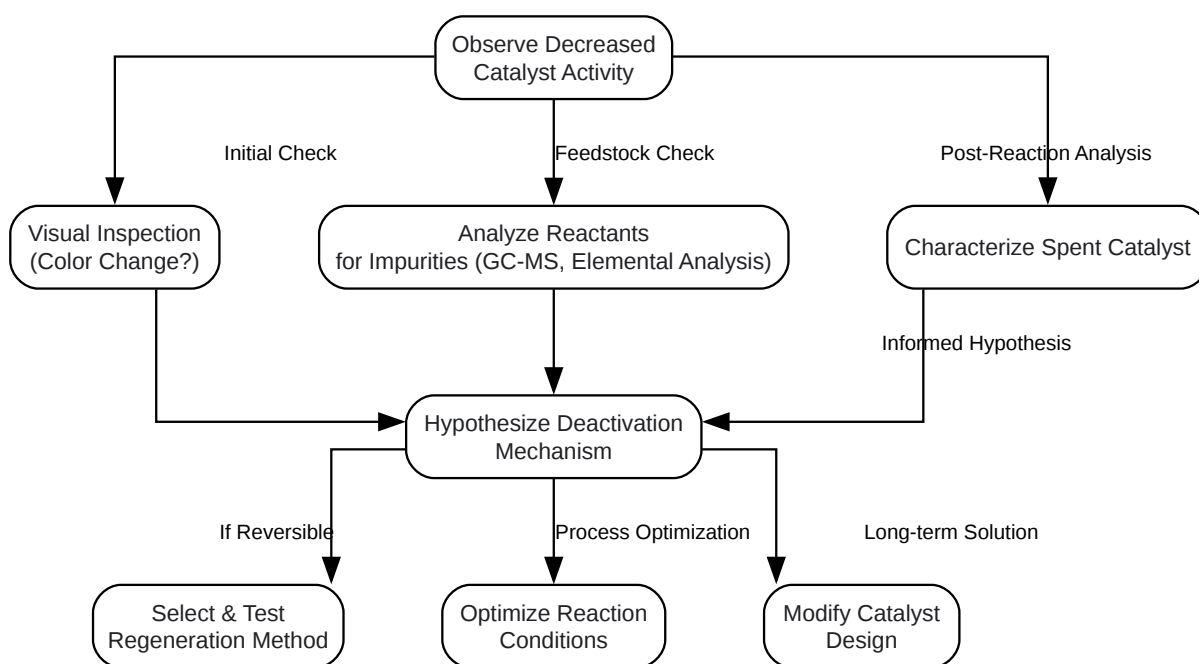 Observe Decreased
Catalyst Activity
Initial Check
Feedstock Check
Post-Reaction Analysis
Visual Inspection
(Color Change?)
Analyze Reactants
for Impurities (GC-MS, Elemental Analysis)
Characterize Spent Catalyst
Informed Hypothesis
Hypothesize Deactivation
Mechanism
If Reversible
Process Optimization
Long-term Solution
Select & Test
Regeneration Method
Optimize Reaction
Conditions
Modify Catalyst
Design